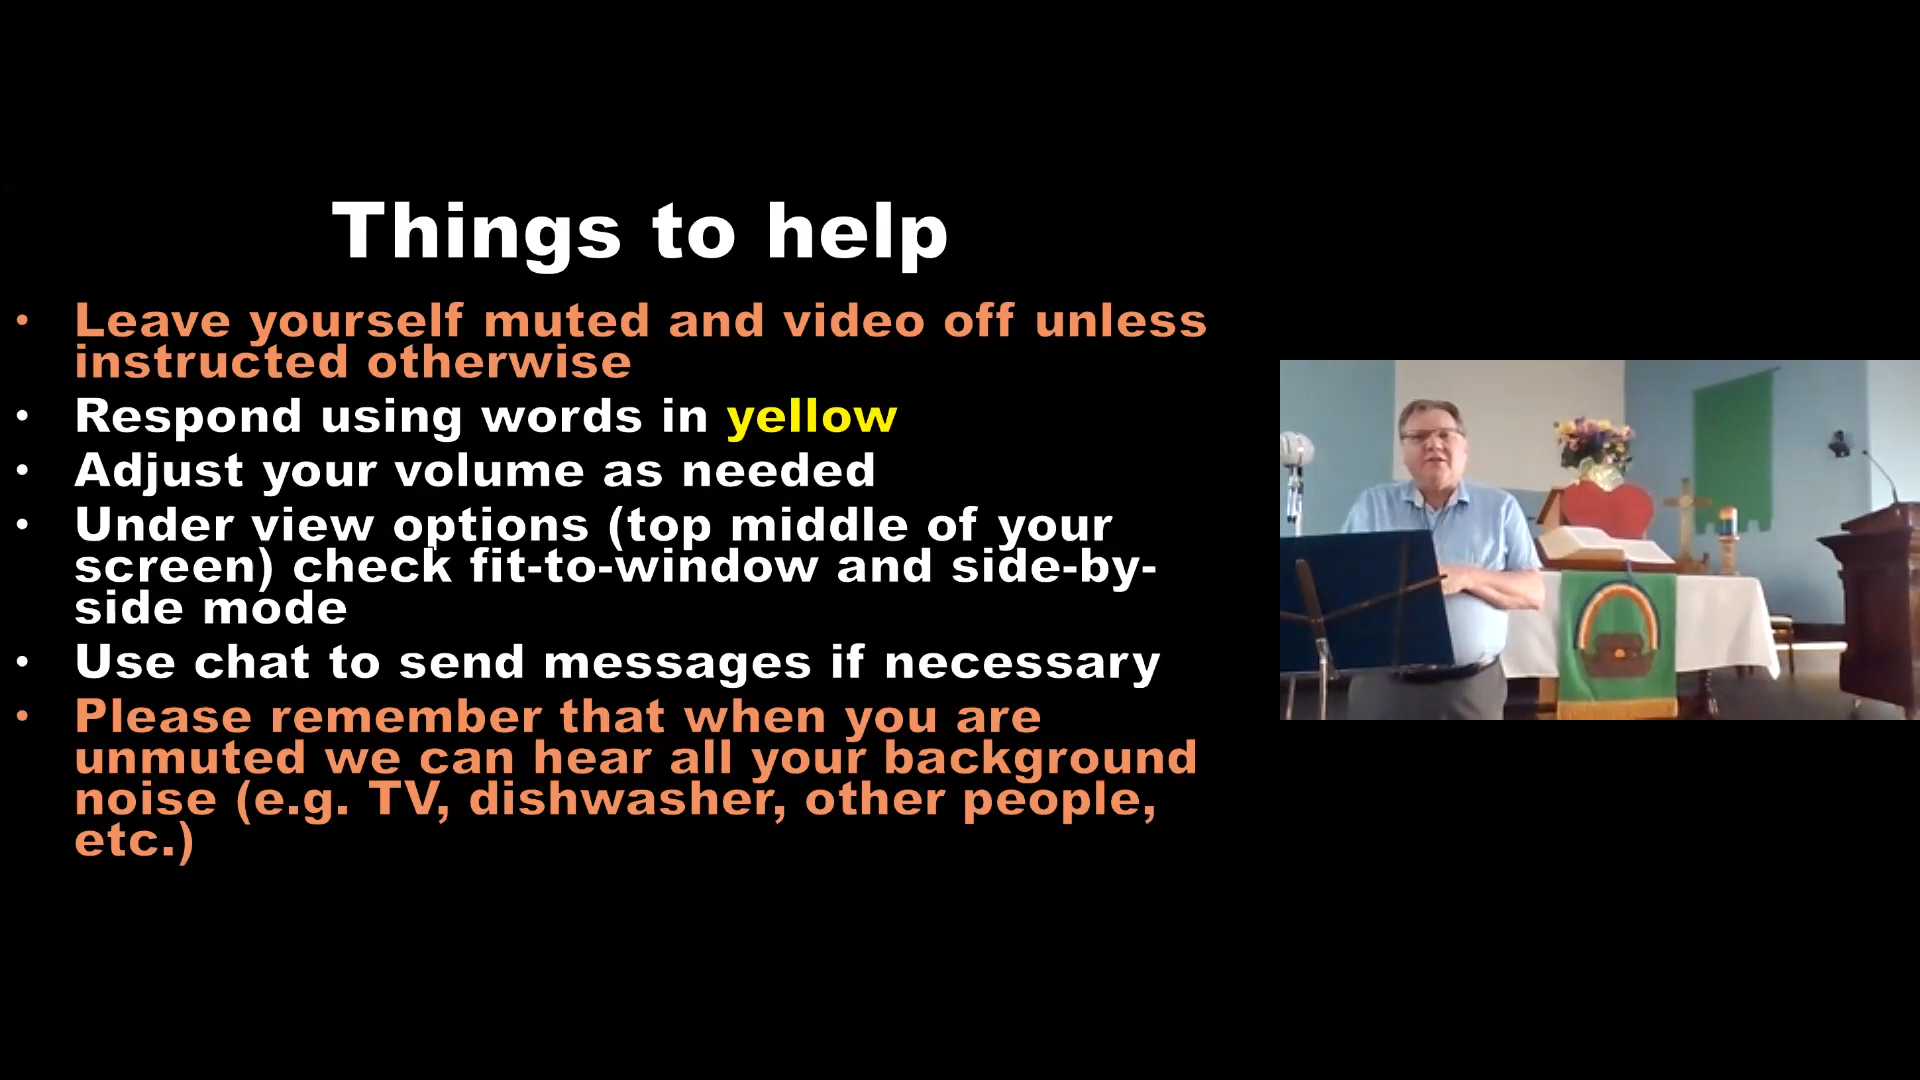 Things to help
• Leave yourself muted and video off unless
instructed otherwise
• Respond using words in yellow
• Adjust your volume as needed
• Under view options (top middle of your
screen) check fit-to-window and side-by-
side mode
• Use chat to send messages if necessary
• Please remember that when you are
unmuted we can hear all your background
noise (e.g. TV, dishwasher, other people,
etc.)